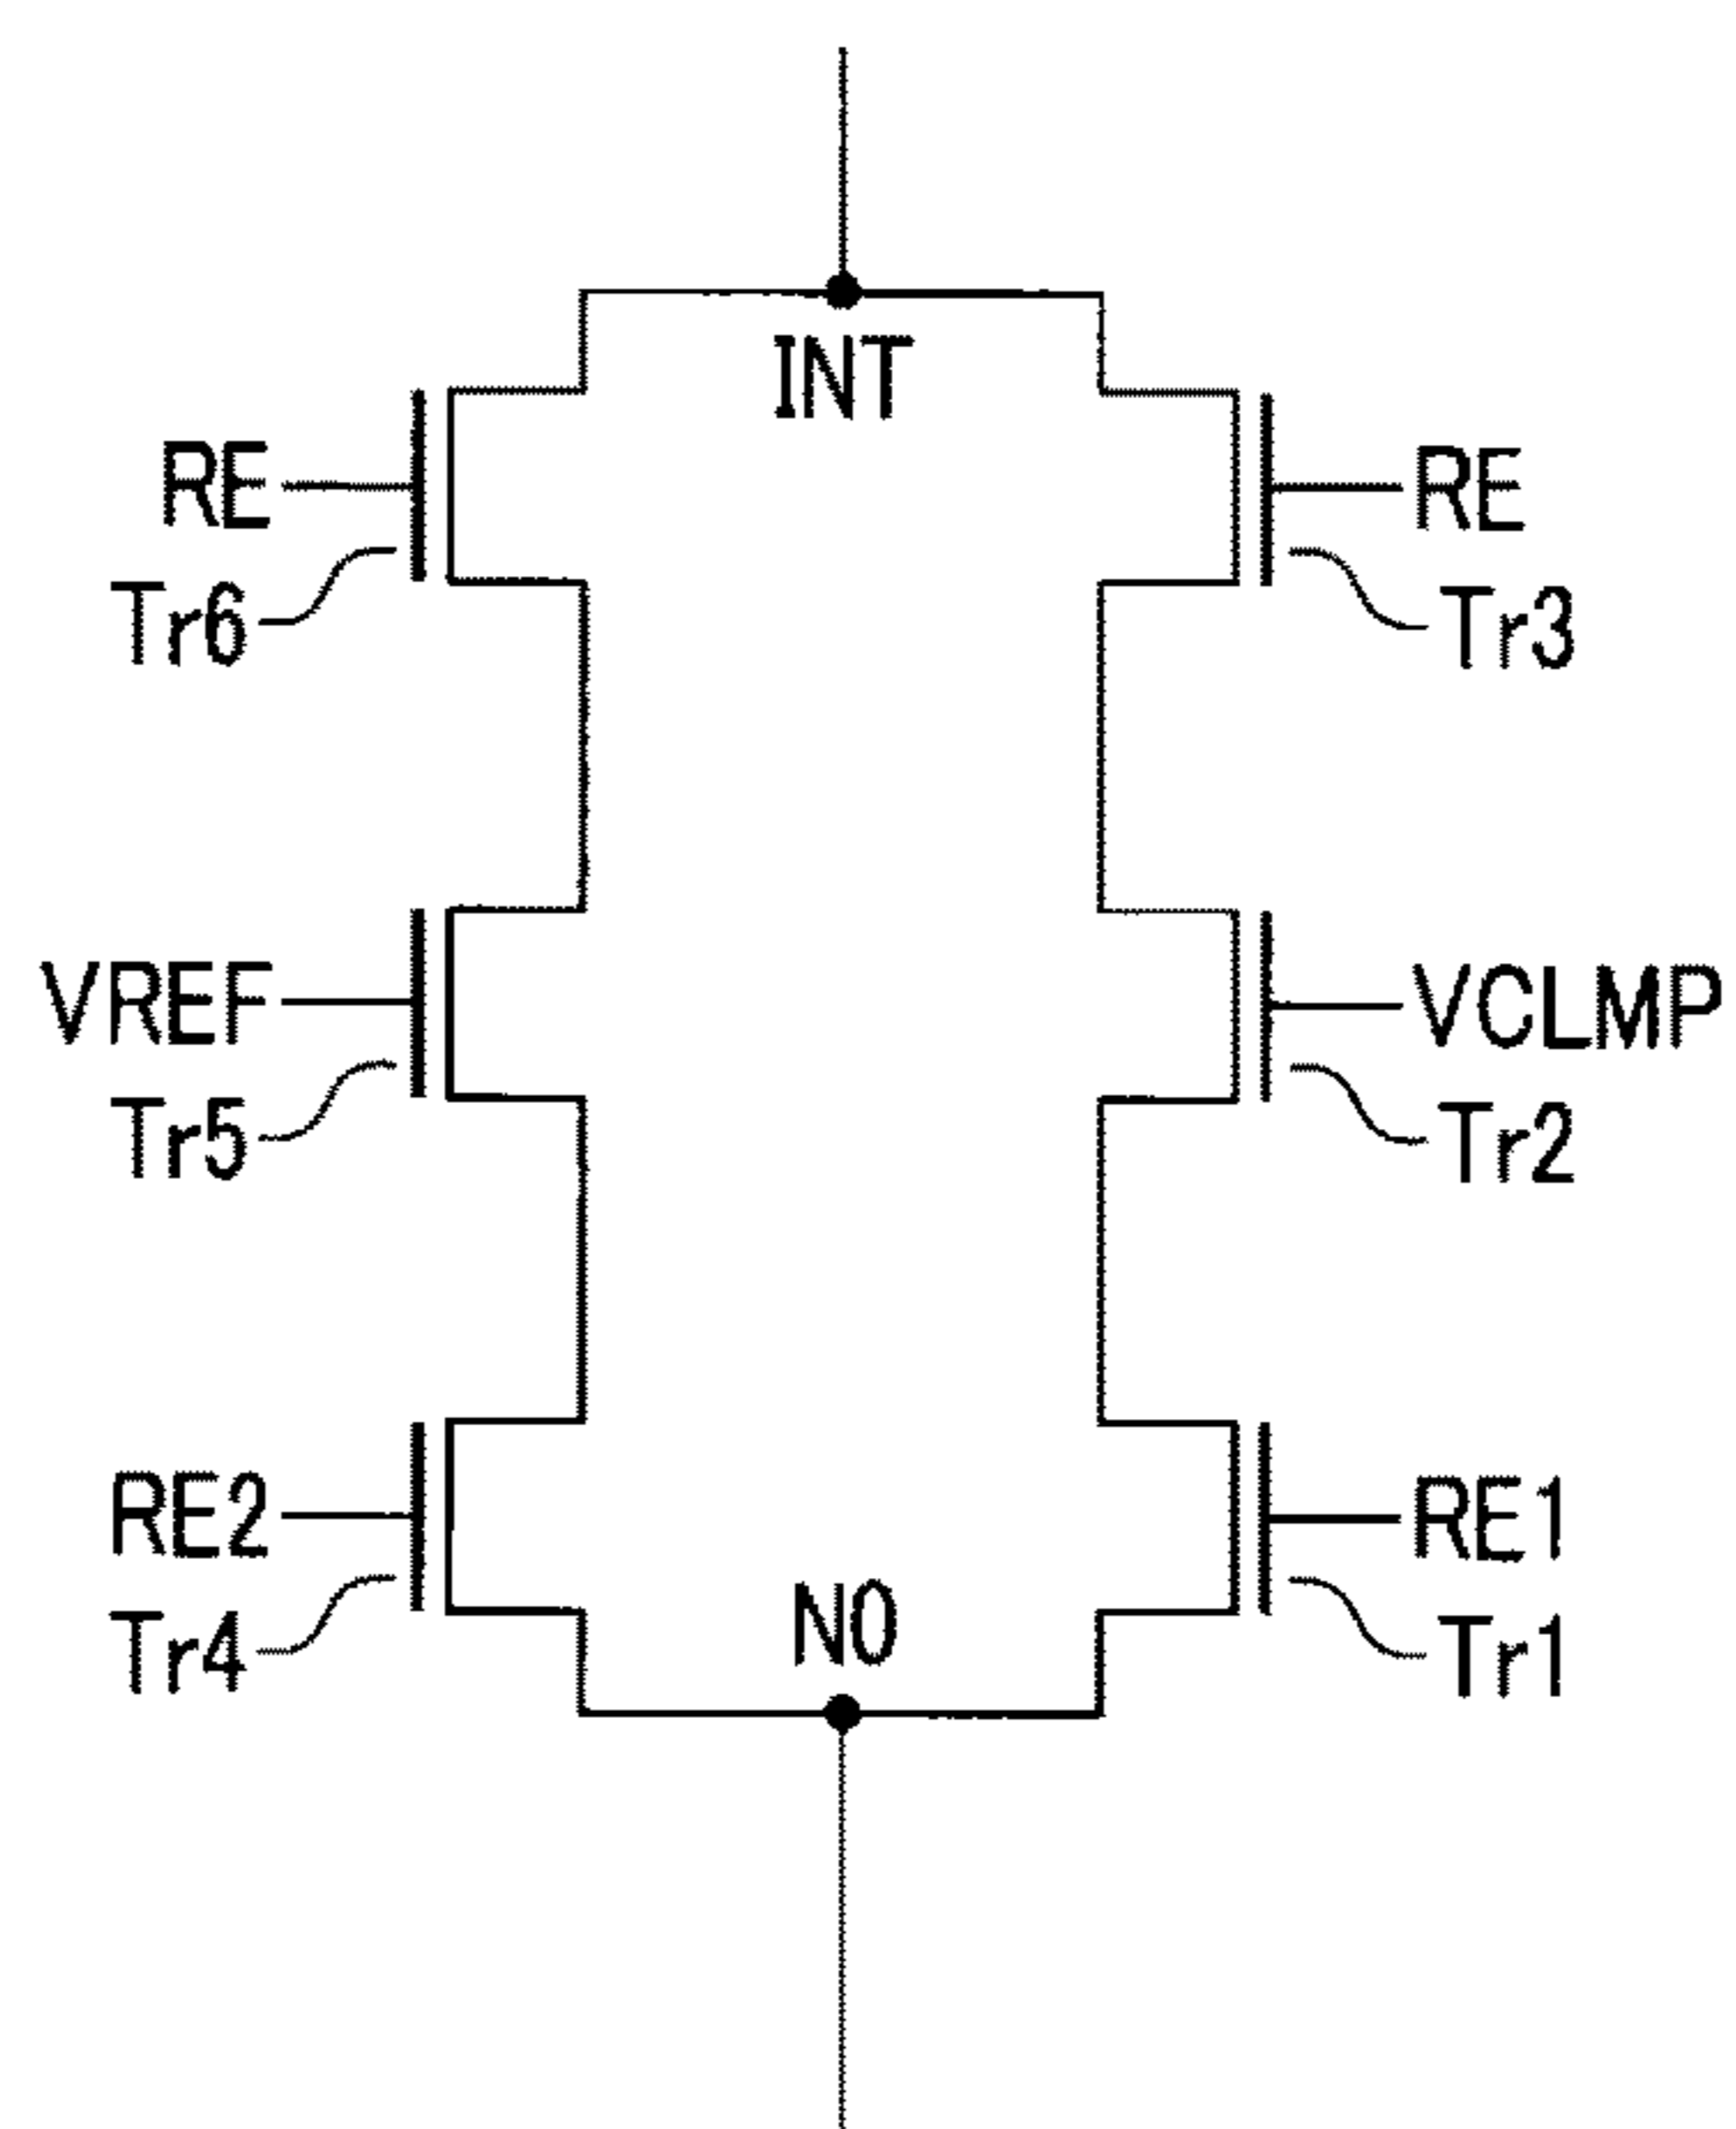 INT
RE
Tr6
RE
Tr3
VREF
Tr5
VCLMP
Tr2
RE2
Tr4
N0
RE1
Tr1